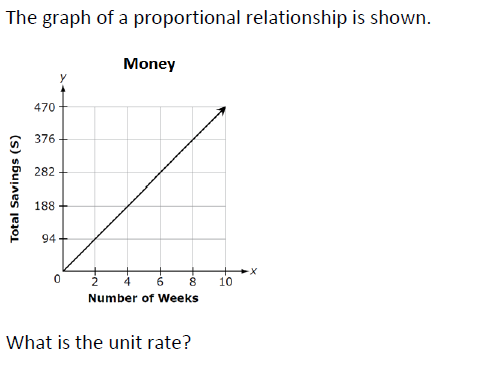 The graph of a proportional relationship is shown.
Money
y
470
376
282
188
94
0
2 4 6 8 10
x
Total Savings ($)
Number of Weeks
What is the unit rate?